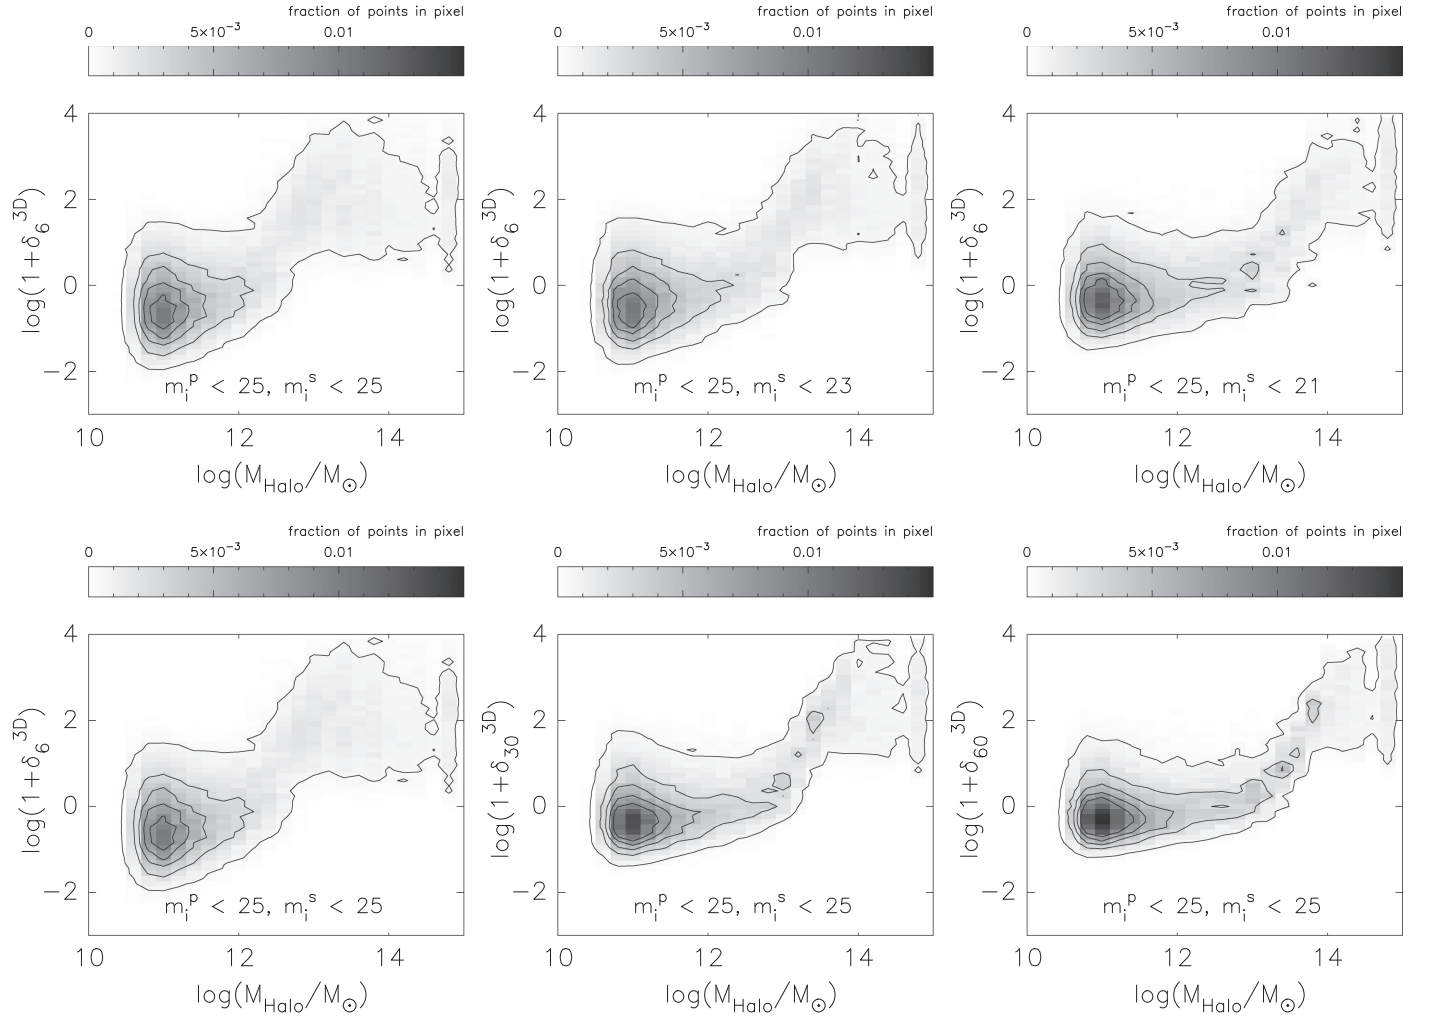 fraction of points in pixel fraction of points in pixel fraction of points in pixel
0 5×10⁻³ 0.01 0 5×10⁻³ 0.01 0 5×10⁻³ 0.01
4 4 4
2 2 2
0 0 0
−2 −2 −2
log(1+δ₆³ᴰ) log(1+δ₆³ᴰ) log(1+δ₆³ᴰ)
mᵢᵖ < 25, mᵢˢ < 25 mᵢᵖ < 25, mᵢˢ < 23 mᵢᵖ < 25, mᵢˢ < 21
10 12 14 10 12 14 10 12 14
log(M_Halo/M_⊙) log(M_Halo/M_⊙) log(M_Halo/M_⊙)
fraction of points in pixel fraction of points in pixel fraction of points in pixel
0 5×10⁻³ 0.01 0 5×10⁻³ 0.01 0 5×10⁻³ 0.01
4 4 4
2 2 2
0 0 0
−2 −2 −2
log(1+δ₆³ᴰ) log(1+δ₃₀³ᴰ) log(1+δ₆₀³ᴰ)
mᵢᵖ < 25, mᵢˢ < 25 mᵢᵖ < 25, mᵢˢ < 25 mᵢᵖ < 25, mᵢˢ < 25
10 12 14 10 12 14 10 12 14
log(M_Halo/M_⊙) log(M_Halo/M_⊙) log(M_Halo/M_⊙)